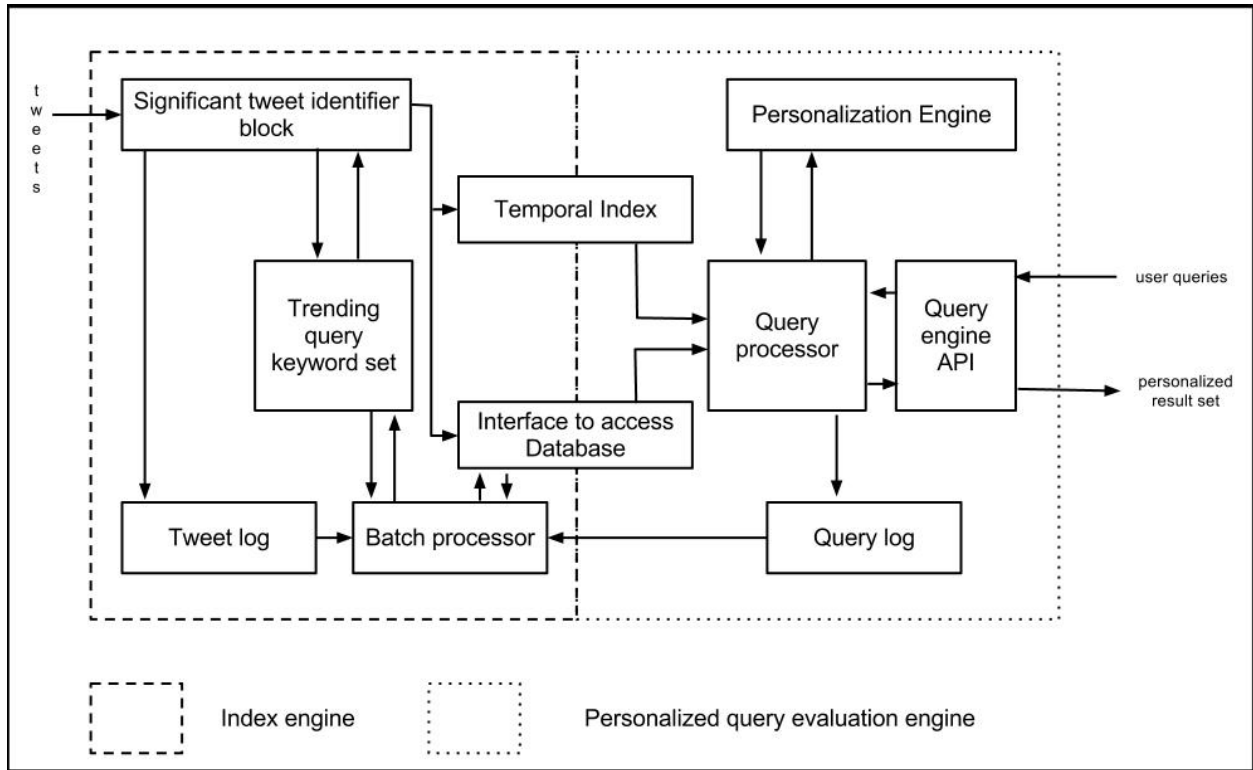 tweets
Significant tweet identifier
block
Personalization Engine
Temporal Index
Trending
query
keyword set
Query
processor
Query
engine
API
user queries
personalized
result set
Interface to access
Database
Tweet log
Batch processor
Query log
Index engine
Personalized query evaluation engine